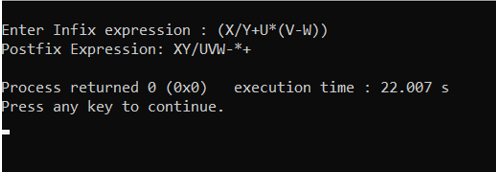 Enter Infix expression : (X/Y+U*(V-W))
Postfix Expression: XY/UVW-*+
Process returned 0 (0x0)   execution time : 22.007 s
Press any key to continue.